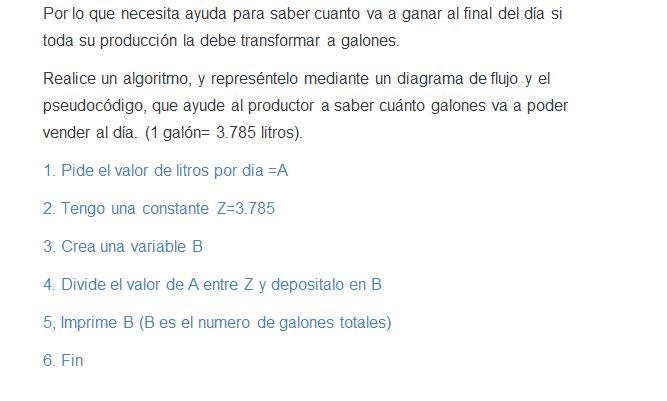 Por lo que necesita ayuda para saber cuanto va a ganar al final del día si
toda su producción la debe transformar a galones.
Realice un algoritmo, y represéntelo mediante un diagrama de flujo y el
pseudocódigo, que ayude al productor a saber cuánto galones va a poder
vender al día. (1 galón= 3.785 litros).
1. Pide el valor de litros por dia =A
2. Tengo una constante Z=3.785
3. Crea una variable B
4. Divide el valor de A entre Z y depositalo en B
5, Imprime B (B es el numero de galones totales)
6. Fin